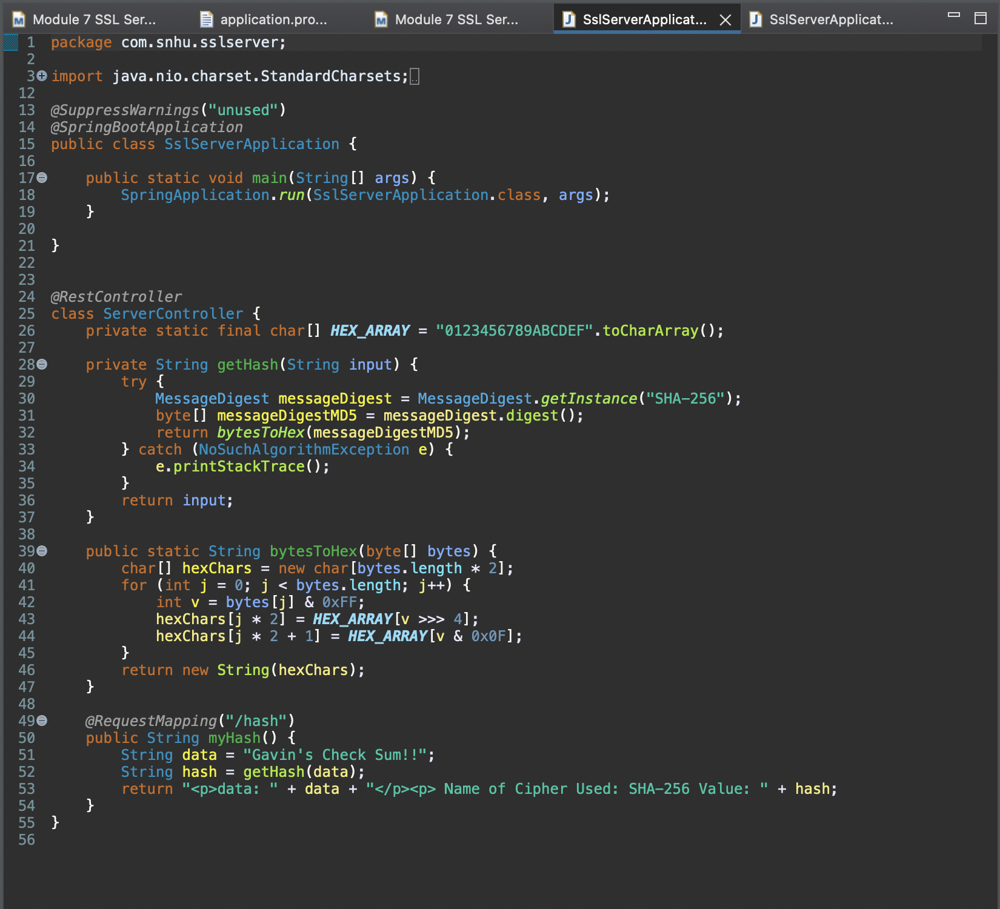 Module 7 SSL Ser... application.pro... Module 7 SSL Ser... SslServerApplicat... SslServerApplicat...
1 package com.snhu.sslserver;
2
3 import java.nio.charset.StandardCharsets;
12
13 @SuppressWarnings("unused")
14 @SpringBootApplication
15 public class SslServerApplication {
16
17     public static void main(String[] args) {
18         SpringApplication.run(SslServerApplication.class, args);
19     }
20
21 }
22
23
24 @RestController
25 class ServerController {
26     private static final char[] HEX_ARRAY = "0123456789ABCDEF".toCharArray();
27
28     private String getHash(String input) {
29         try {
30             MessageDigest messageDigest = MessageDigest.getInstance("SHA-256");
31             byte[] messageDigestMD5 = messageDigest.digest();
32             return bytesToHex(messageDigestMD5);
33         } catch (NoSuchAlgorithmException e) {
34             e.printStackTrace();
35         }
36         return input;
37     }
38
39     public static String bytesToHex(byte[] bytes) {
40         char[] hexChars = new char[bytes.length * 2];
41         for (int j = 0; j < bytes.length; j++) {
42             int v = bytes[j] & 0xFF;
43             hexChars[j * 2] = HEX_ARRAY[v >>> 4];
44             hexChars[j * 2 + 1] = HEX_ARRAY[v & 0x0F];
45         }
46         return new String(hexChars);
47     }
48
49     @RequestMapping("/hash")
50     public String myHash() {
51         String data = "Gavin's Check Sum!!";
52         String hash = getHash(data);
53         return "<p>data: " + data + "</p><p> Name of Cipher Used: SHA-256 Value: " + hash;
54     }
55 }
56